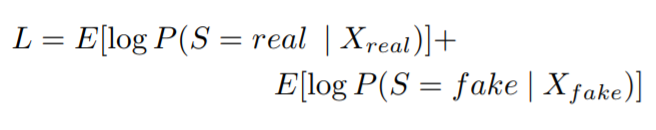 L = E[log P(S = real | X_real)]+
E[log P(S = fake | X_fake)]